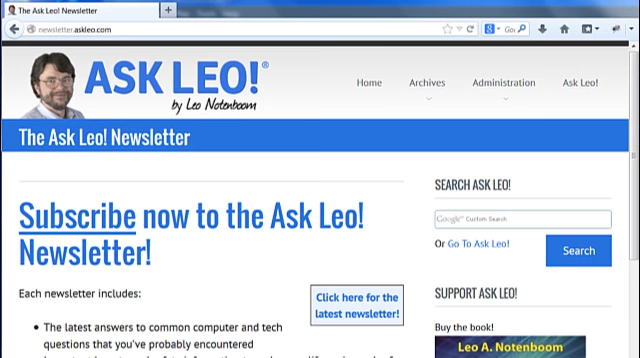 The Ask Leo! Newsletter
newsletter.askleo.com
ASK LEO!®
by Leo Notenboom
Home
Archives
Administration
Ask Leo!
The Ask Leo! Newsletter
Subscribe now to the Ask Leo!
Newsletter!
Each newsletter includes:
Click here for the
latest newsletter!
• The latest answers to common computer and tech
questions that you've probably encountered
SEARCH ASK LEO!
Google™ Custom Search
Or Go To Ask Leo!
Search
SUPPORT ASK LEO!
Buy the book!
Leo A. Notenboom